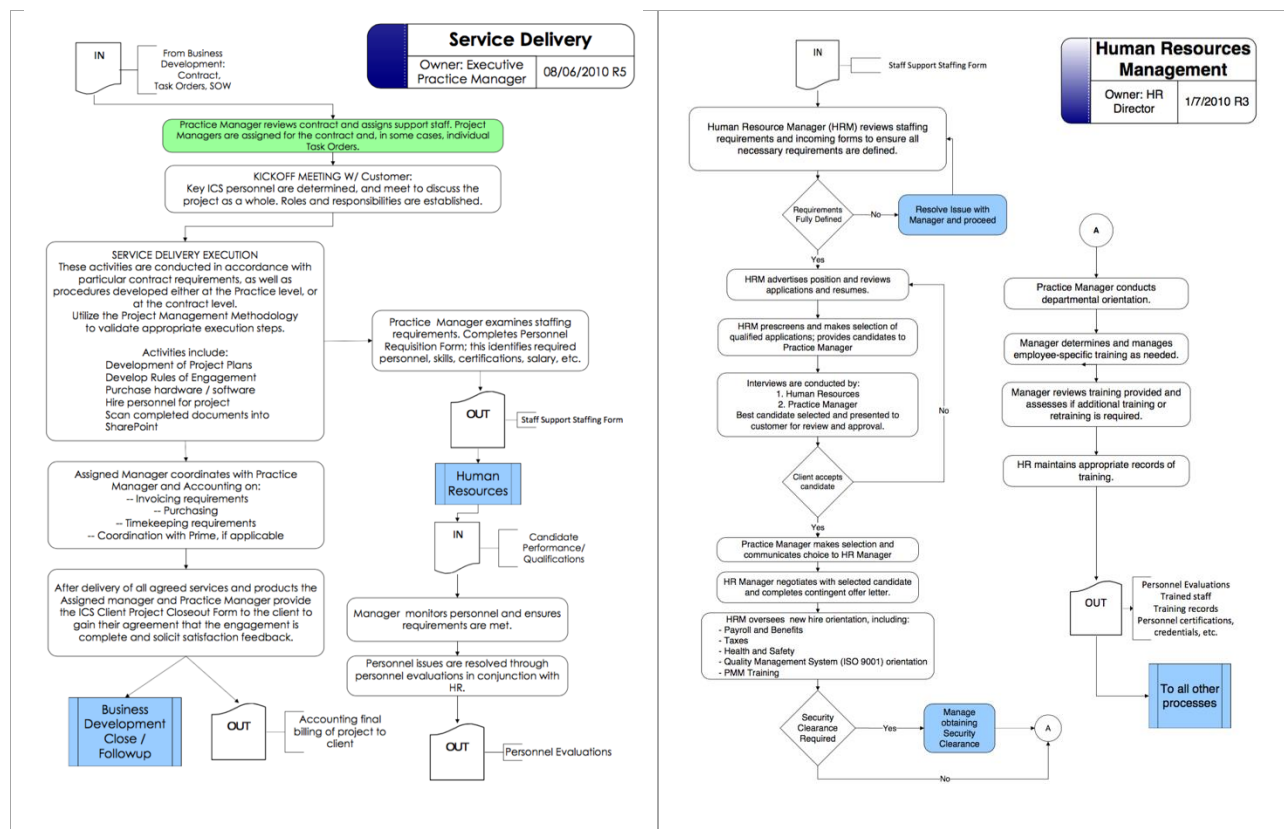 IN
From Business
Development:
Contract,
Task Orders, SOW
Service Delivery
Owner: Executive
Practice Manager
08/06/2010 R5
Practice Manager reviews contract and assigns support staff. Project
Managers are assigned for the contract and, in some cases, individual
Task Orders.
KICKOFF MEETING W/ Customer:
Key ICS personnel are determined, and meet to discuss the
project as a whole. Roles and responsibilities are established.
SERVICE DELIVERY EXECUTION
These activities are conducted in accordance with
particular contract requirements, as well as
procedures developed either at the Practice level, or
at the contract level.
Utilize the Project Management Methodology
to validate appropriate execution steps.
Activities include:
Development of Project Plans
Develop Rules of Engagement
Purchase hardware / software
Hire personnel for project
Scan completed documents into
SharePoint
Practice Manager examines staffing
requirements. Completes Personnel
Requisition Form; this identifies required
personnel, skills, certifications, salary, etc.
OUT
Staff Support Staffing Form
Human
Resources
IN
Candidate
Performance/
Qualifications
Assigned Manager coordinates with Practice
Manager and Accounting on:
-- Invoicing requirements
-- Purchasing
-- Timekeeping requirements
-- Coordination with Prime, if applicable
After delivery of all agreed services and products the
Assigned manager and Practice Manager provide
the ICS Client Project Closeout Form to the client to
gain their agreement that the engagement is
complete and solicit satisfaction feedback.
Manager monitors personnel and ensures
requirements are met.
Personnel issues are resolved through
personnel evaluations in conjunction with
HR.
Business
Development
Close /
Followup
OUT
Accounting final
billing of project to
client
OUT
Personnel Evaluations
IN
Staff Support Staffing Form
Human Resources
Management
Owner: HR
Director
1/7/2010 R3
Human Resource Manager (HRM) reviews staffing
requirements and incoming forms to ensure all
necessary requirements are defined.
Requirements
Fully Defined
No
Resolve Issue with
Manager and proceed
Yes
HRM advertises position and reviews
applications and resumes.
HRM prescreens and makes selection of
qualified applications; provides candidates to
Practice Manager
Interviews are conducted by:
1. Human Resources
2. Practice Manager
Best candidate selected and presented to
customer for review and approval.
No
Client accepts
candidate
Yes
Practice Manager makes selection and
communicates choice to HR Manager
HR Manager negotiates with selected candidate
and completes contingent offer letter.
HRM oversees new hire orientation, including:
- Payroll and Benefits
- Taxes
- Health and Safety
- Quality Management System (ISO 9001) orientation
- PMM Training
Security
Clearance
Required
Yes
Manage
obtaining
Security
Clearance
A
No
A
Practice Manager conducts
departmental orientation.
Manager determines and manages
employee-specific training as needed.
Manager reviews training provided and
assesses if additional training or
retraining is required.
HR maintains appropriate records of
training.
OUT
Personnel Evaluations
Trained staff
Training records
Personnel certifications,
credentials, etc.
To all other
processes